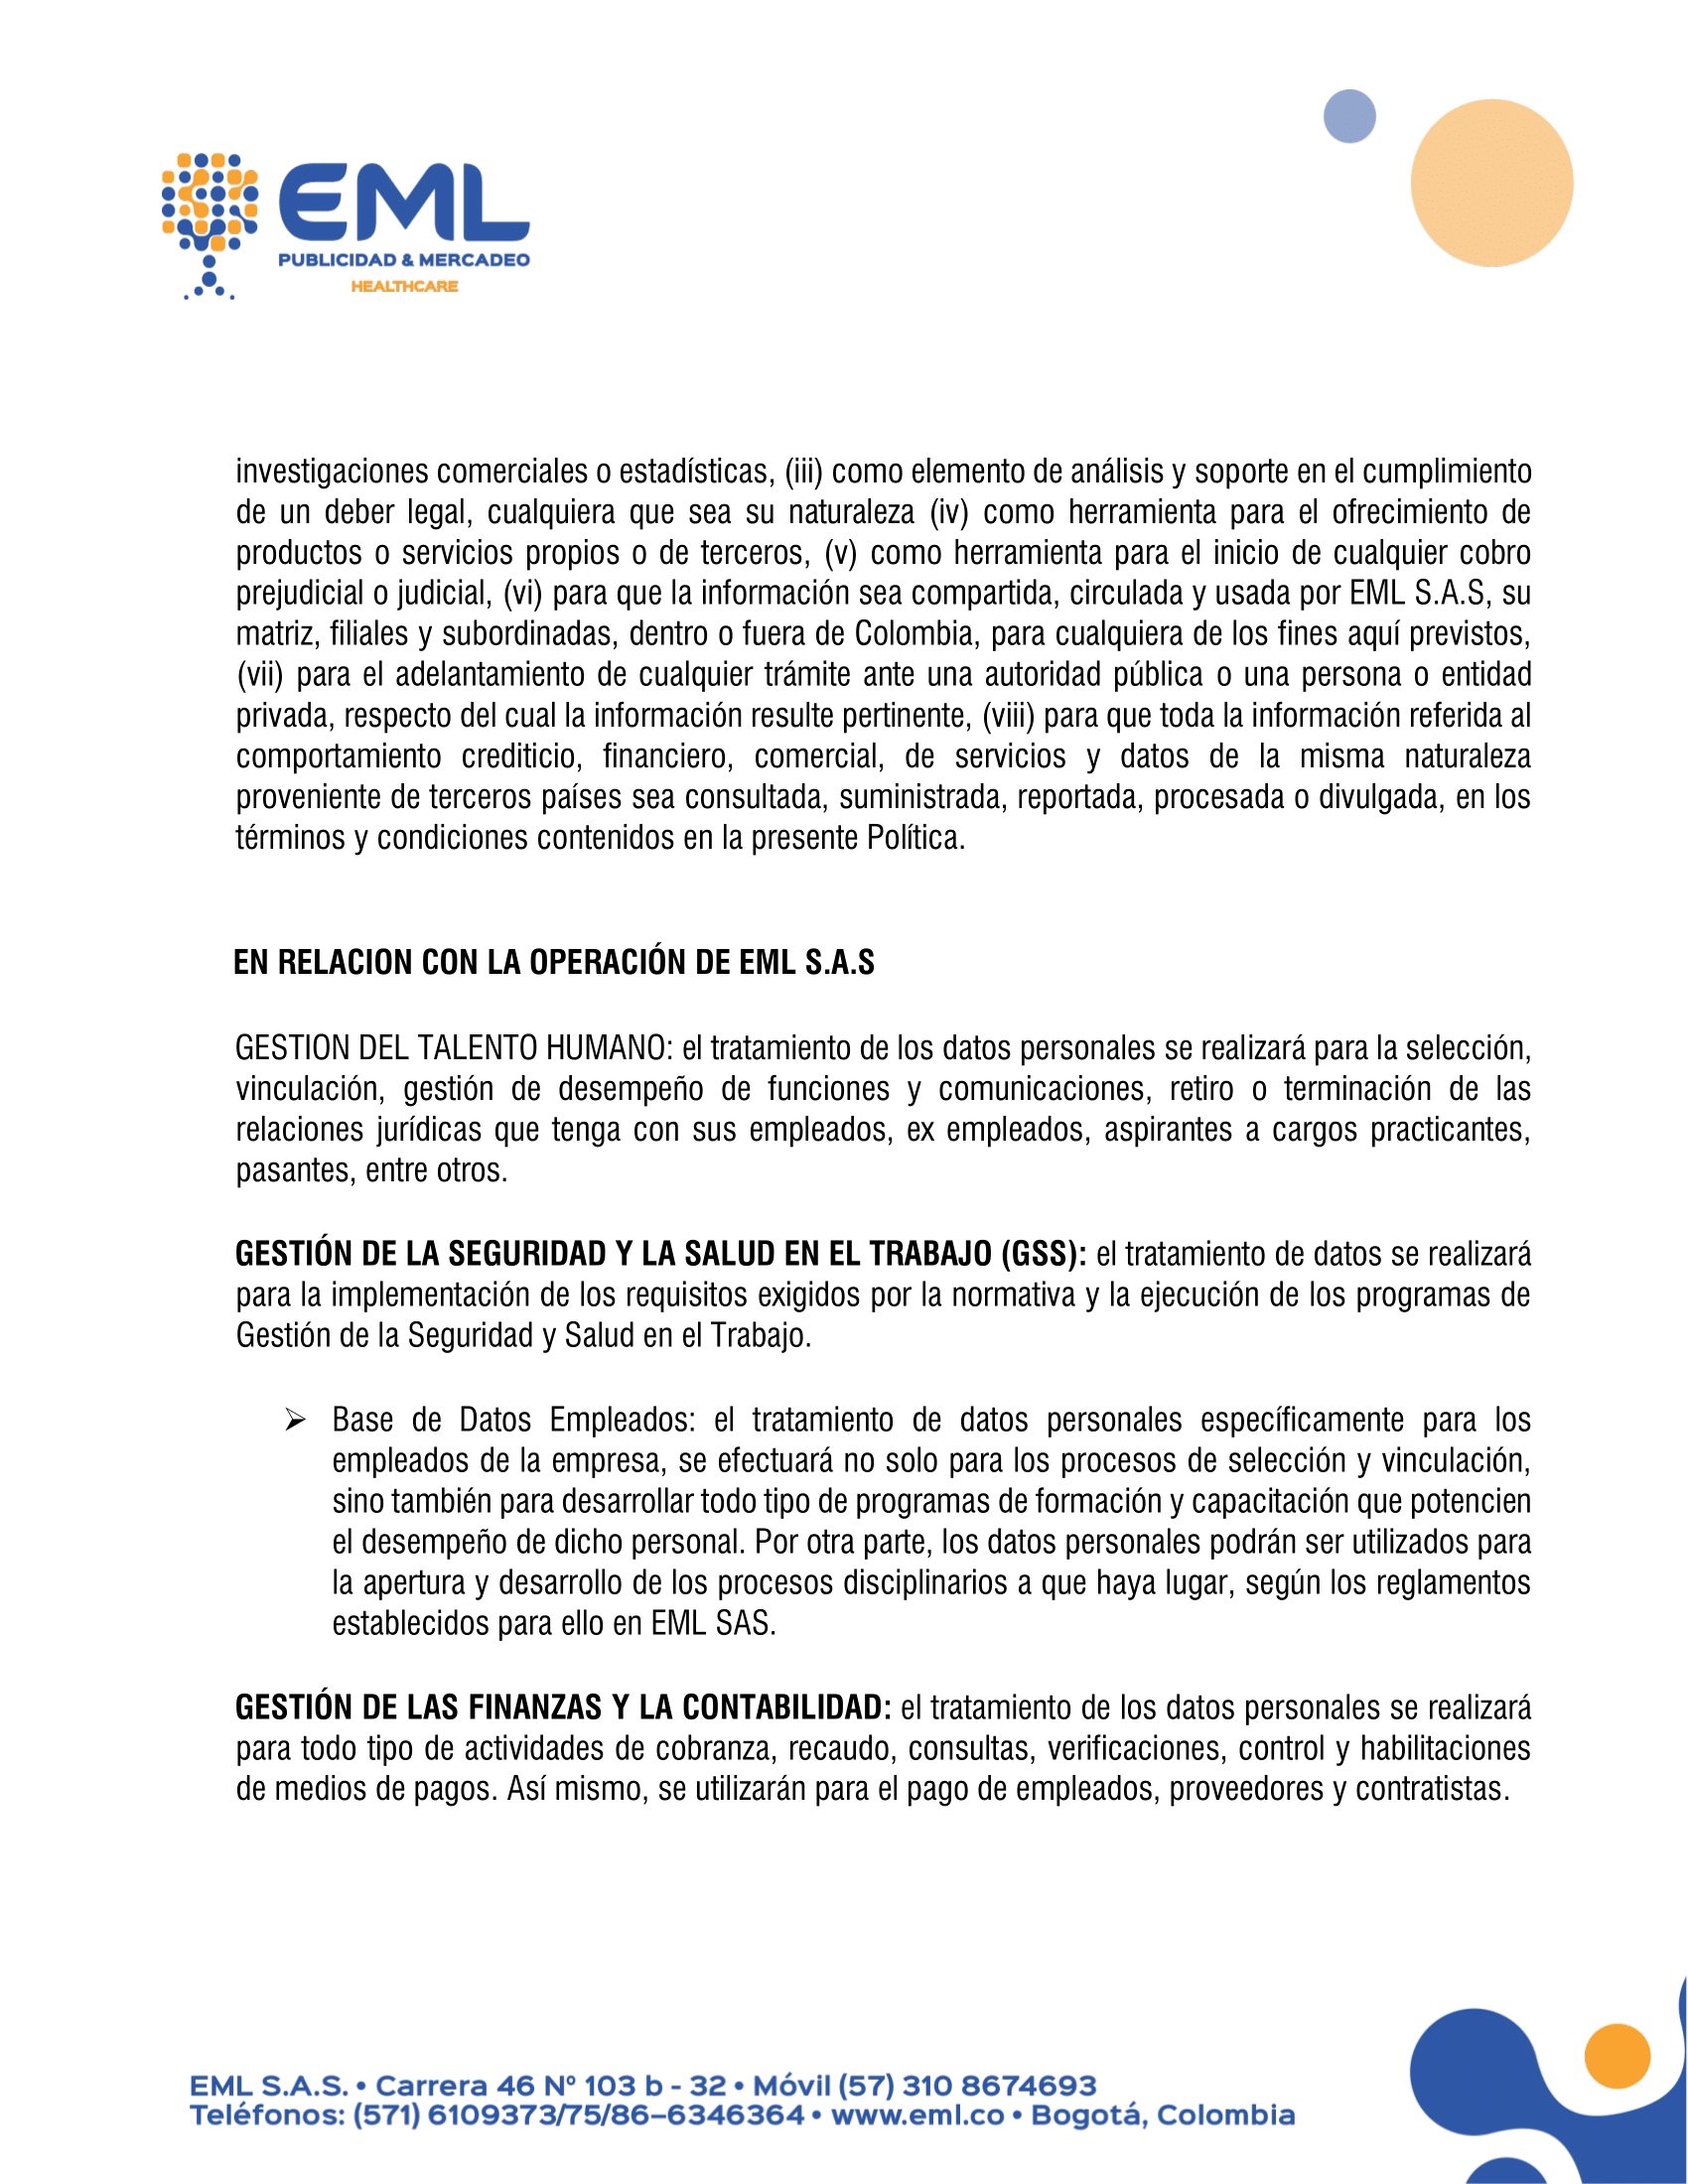 EML
PUBLICIDAD & MERCADEO
HEALTHCARE
investigaciones comerciales o estadísticas, (iii) como elemento de análisis y soporte en el cumplimiento
de un deber legal, cualquiera que sea su naturaleza (iv) como herramienta para el ofrecimiento de
productos o servicios propios o de terceros, (v) como herramienta para el inicio de cualquier cobro
prejudicial o judicial, (vi) para que la información sea compartida, circulada y usada por EML S.A.S, su
matriz, filiales y subordinadas, dentro o fuera de Colombia, para cualquiera de los fines aquí previstos,
(vii) para el adelantamiento de cualquier trámite ante una autoridad pública o una persona o entidad
privada, respecto del cual la información resulte pertinente, (viii) para que toda la información referida al
comportamiento crediticio, financiero, comercial, de servicios y datos de la misma naturaleza
proveniente de terceros países sea consultada, suministrada, reportada, procesada o divulgada, en los
términos y condiciones contenidos en la presente Política.
EN RELACION CON LA OPERACIÓN DE EML S.A.S
GESTION DEL TALENTO HUMANO: el tratamiento de los datos personales se realizará para la selección,
vinculación, gestión de desempeño de funciones y comunicaciones, retiro o terminación de las
relaciones jurídicas que tenga con sus empleados, ex empleados, aspirantes a cargos practicantes,
pasantes, entre otros.
GESTIÓN DE LA SEGURIDAD Y LA SALUD EN EL TRABAJO (GSS): el tratamiento de datos se realizará
para la implementación de los requisitos exigidos por la normativa y la ejecución de los programas de
Gestión de la Seguridad y Salud en el Trabajo.
➢ Base de Datos Empleados: el tratamiento de datos personales específicamente para los
empleados de la empresa, se efectuará no solo para los procesos de selección y vinculación,
sino también para desarrollar todo tipo de programas de formación y capacitación que potencien
el desempeño de dicho personal. Por otra parte, los datos personales podrán ser utilizados para
la apertura y desarrollo de los procesos disciplinarios a que haya lugar, según los reglamentos
establecidos para ello en EML SAS.
GESTIÓN DE LAS FINANZAS Y LA CONTABILIDAD: el tratamiento de los datos personales se realizará
para todo tipo de actividades de cobranza, recaudo, consultas, verificaciones, control y habilitaciones
de medios de pagos. Así mismo, se utilizarán para el pago de empleados, proveedores y contratistas.
EML S.A.S. • Carrera 46 Nº 103 b - 32 • Móvil (57) 310 8674693
Teléfonos: (571) 6109373/75/86–6346364 • www.eml.co • Bogotá, Colombia